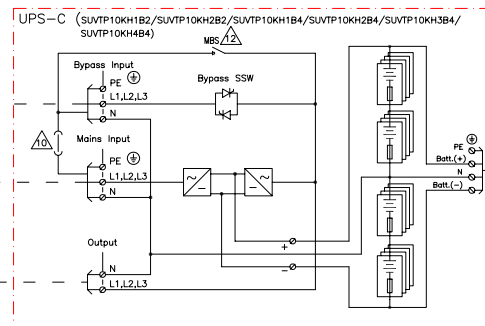 UPS-C (SUVTP10KH1B2/SUVTP10KH2B2/SUVTP10KH1B4/SUVTP10KH2B4/SUVTP10KH3B4/
SUVTP10KH4B4)
MBS 12
Bypass Input
PE
L1,L2,L3
N
Bypass SSW
10
Mains Input
PE
L1,L2,L3
N
Output
N
L1,L2,L3
+
−
PE
Batt.(+)
N
Batt.(−)